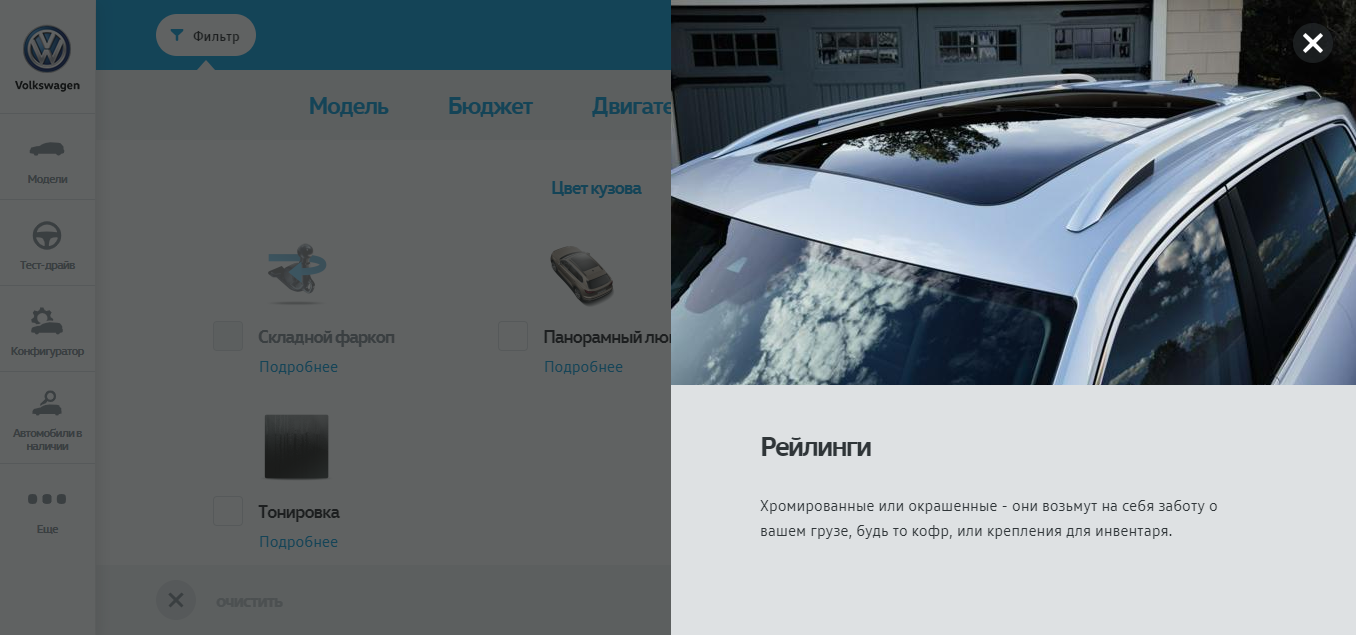 Volkswagen
Модели
Тест-драйв
Конфигуратор
Автомобили в
наличии
Еще
Фильтр
Модель Бюджет
Цвет кузова
Складной фаркоп
Подробнее
Панорамный
Подробнее
Тонировка
Подробнее
ОЧИСТИТЬ
Рейлинги
Хромированные или окрашенные - они возьмут на себя заботу о
вашем грузе, будь то кофр, или крепления для инвентаря.